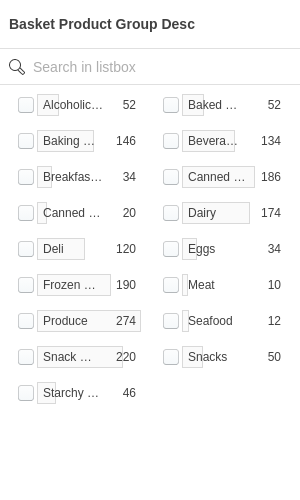 Basket Product Group Desc
Search in listbox
Alcoholic… 52
Baked … 52
Baking … 146
Bevera… 134
Breakfas… 34
Canned … 186
Canned … 20
Dairy 174
Deli 120
Eggs 34
Frozen … 190
Meat 10
Produce 274
Seafood 12
Snack … 220
Snacks 50
Starchy … 46